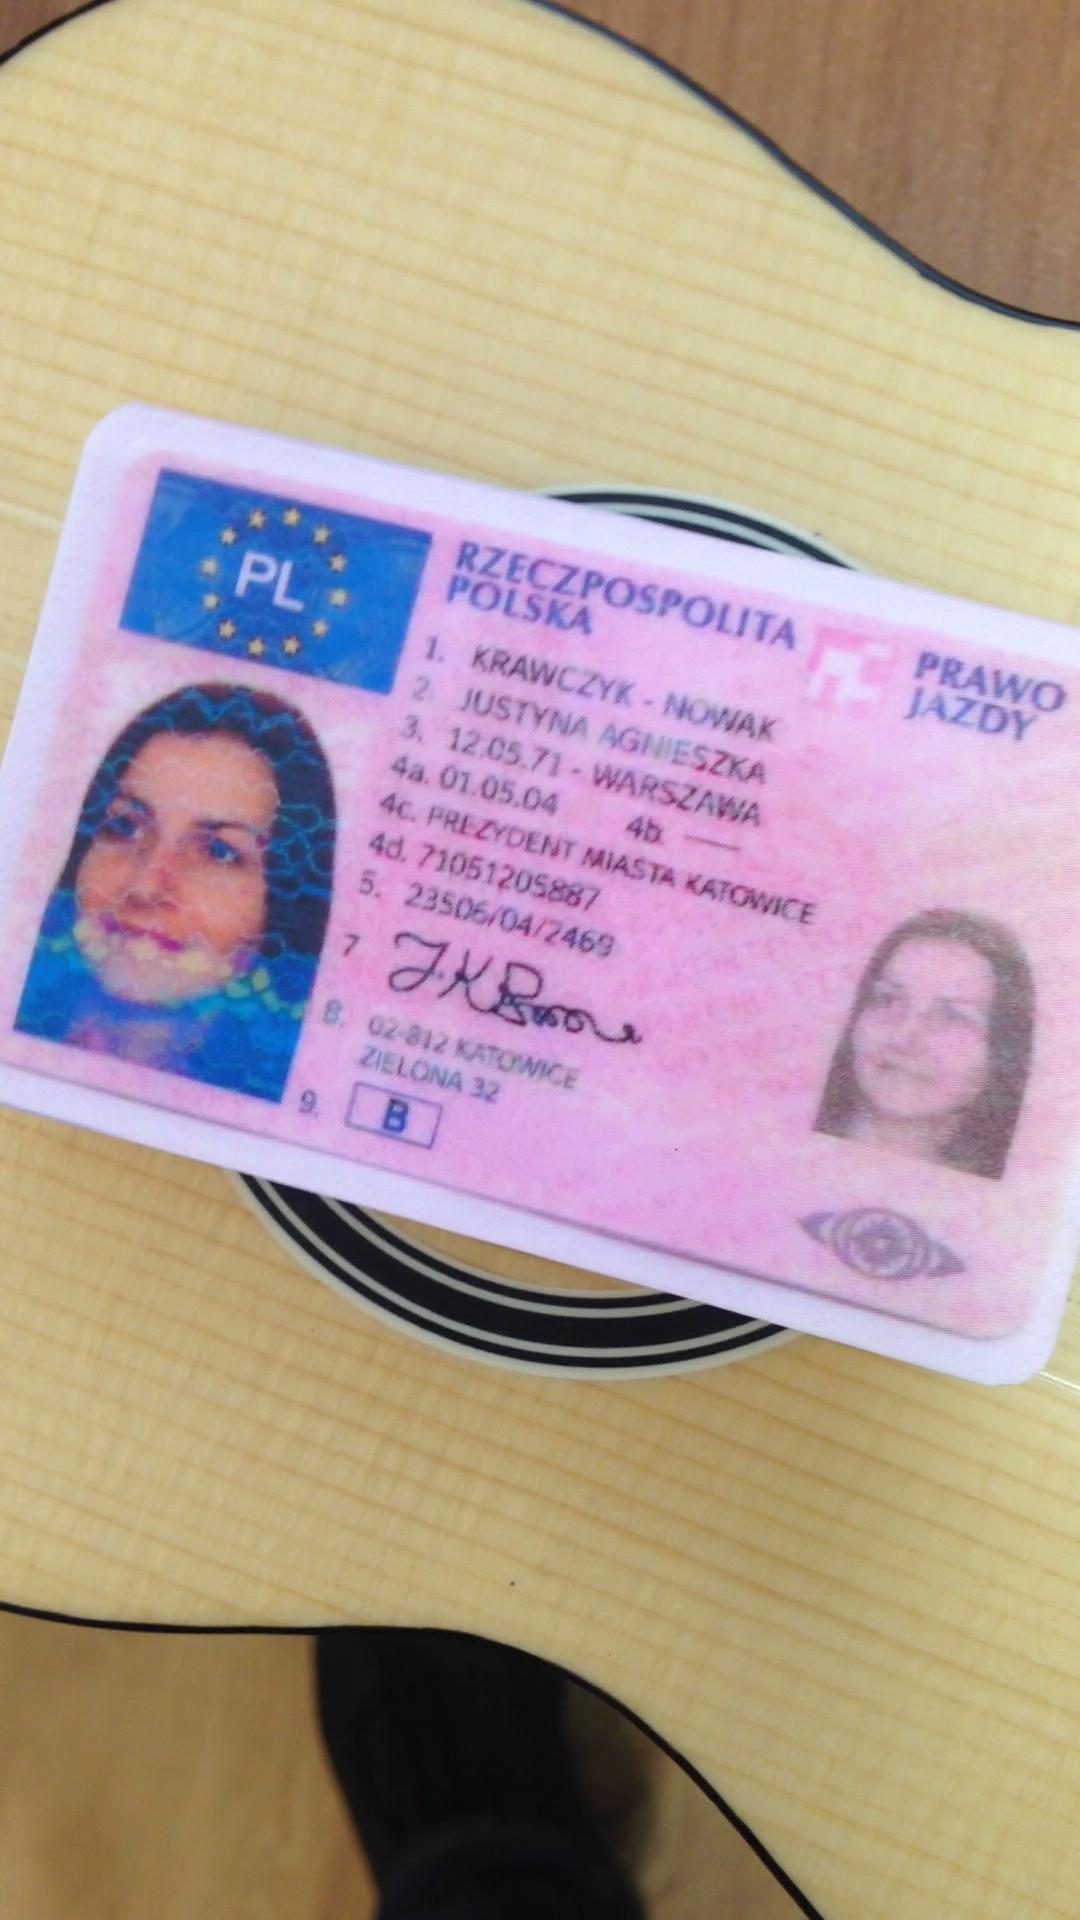 PL
RZECZPOSPOLITA
POLSKA
PRAWO
JAZDY
1. KRAWCZYK - NOWAK
2 JUSTYNA AGNIESZKA
3. 12.05.71 - WARSZAWA
4a. 01.05.04 4b. —
4c. PREZYDENT MIASTA KATOWICE
4d. 71051205887
5. 23506/04/2469
7
8. 02-812 KATOWICE
ZIELONA 32
9. B